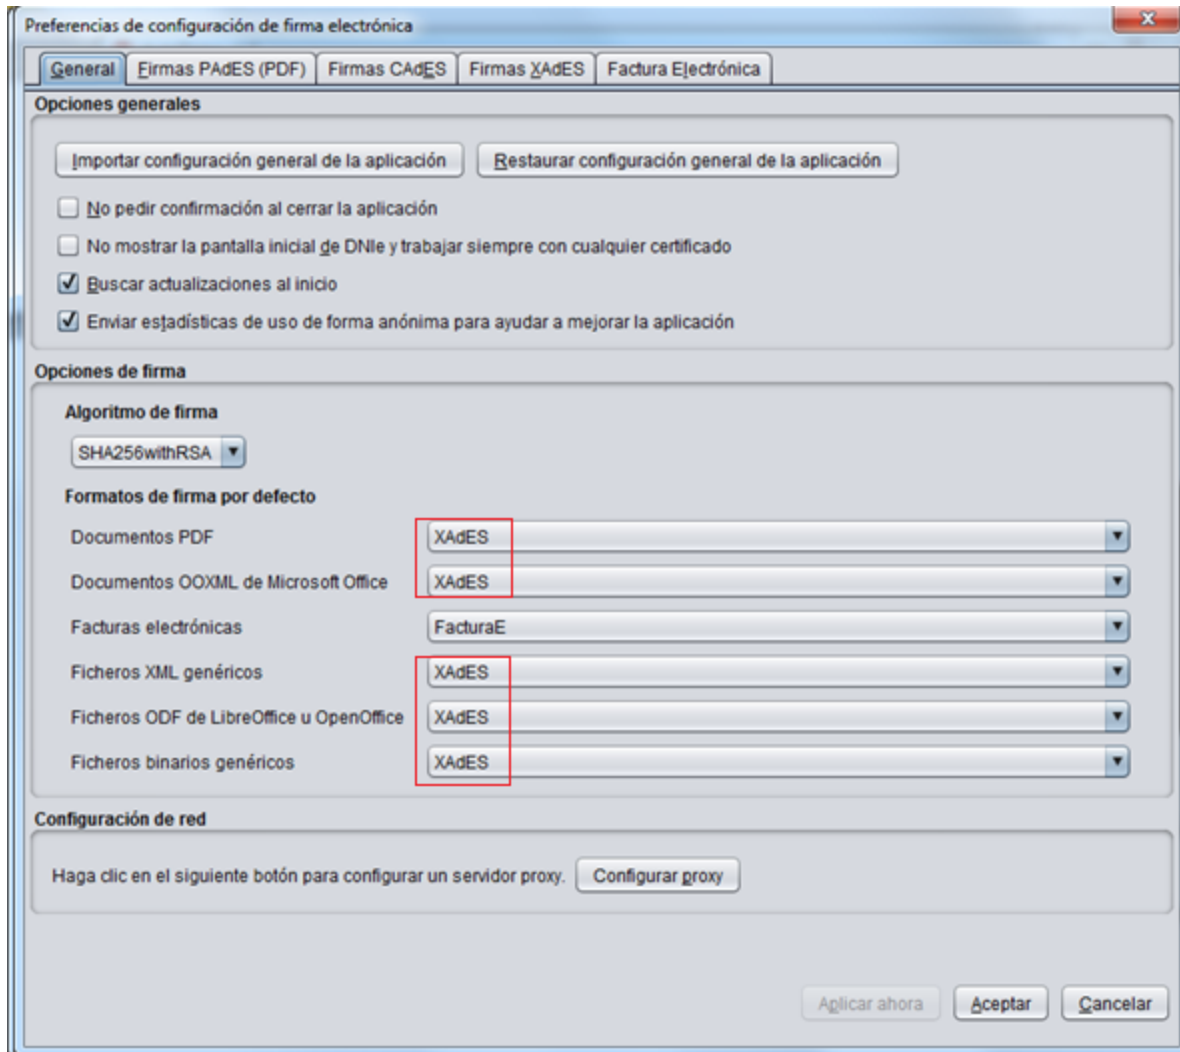 Preferencias de configuración de firma electrónica
General Firmas PAdES (PDF) Firmas CAdES Firmas XAdES Factura Electrónica
Opciones generales
Importar configuración general de la aplicación Restaurar configuración general de la aplicación
No pedir confirmación al cerrar la aplicación
No mostrar la pantalla inicial de DNIe y trabajar siempre con cualquier certificado
Buscar actualizaciones al inicio
Enviar estadísticas de uso de forma anónima para ayudar a mejorar la aplicación
Opciones de firma
Algoritmo de firma
SHA256withRSA
Formatos de firma por defecto
Documentos PDF XAdES
Documentos OOXML de Microsoft Office XAdES
Facturas electrónicas FacturaE
Ficheros XML genéricos XAdES
Ficheros ODF de LibreOffice u OpenOffice XAdES
Ficheros binarios genéricos XAdES
Configuración de red
Haga clic en el siguiente botón para configurar un servidor proxy. Configurar proxy
Aplicar ahora Aceptar Cancelar